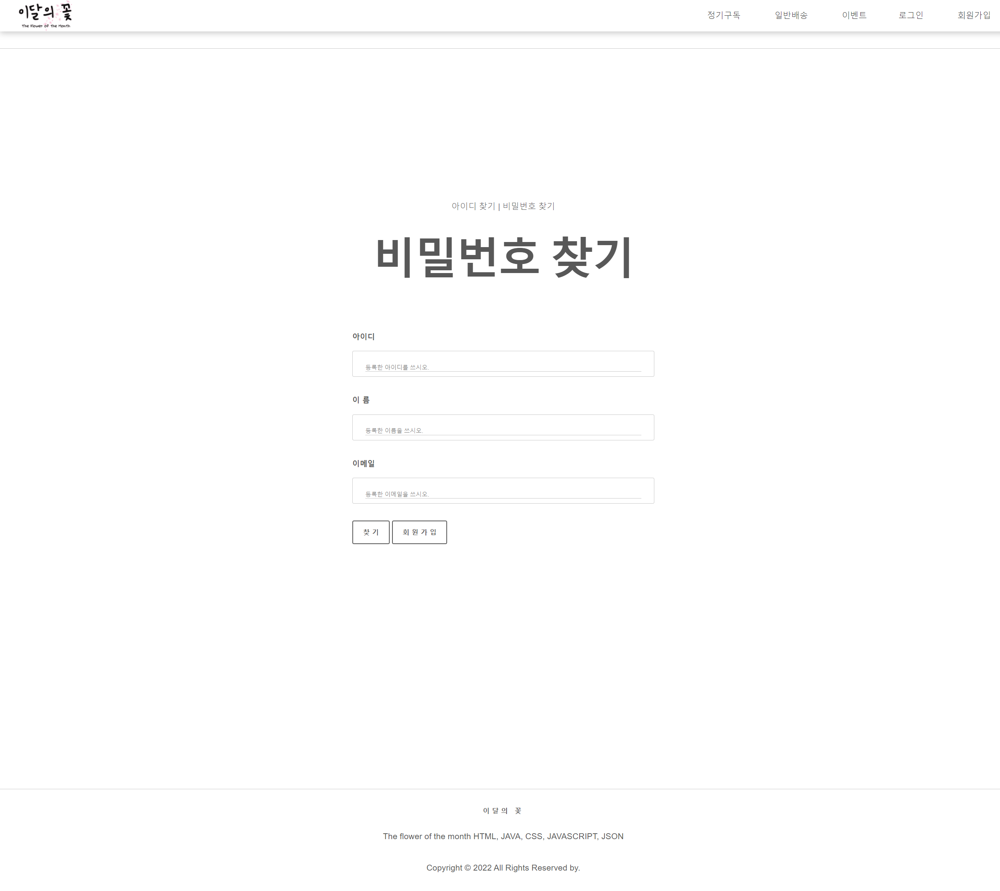 이달의 꽃
The Flower of the Month
정기구독 일반배송 이벤트 로그인 회원가입
아이디 찾기 | 비밀번호 찾기
비밀번호 찾기
아이디
등록한 아이디를 쓰시오.
이 름
등록한 이름을 쓰시오.
이메일
등록한 이메일을 쓰시오.
찾기 회원가입
이달의 꽃
The flower of the month HTML, JAVA, CSS, JAVASCRIPT, JSON
Copyright © 2022 All Rights Reserved by.